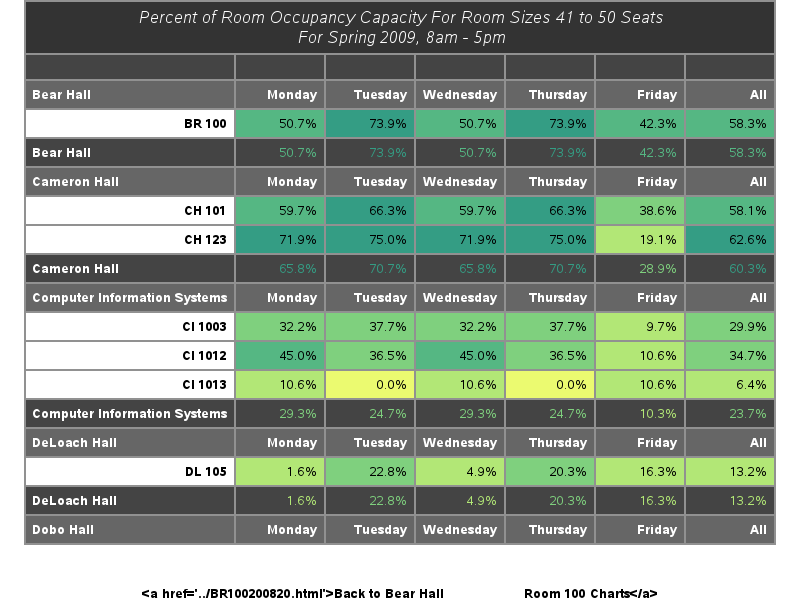 Percent of Room Occupancy Capacity For Room Sizes 41 to 50 Seats
For Spring 2009, 8am - 5pm
Bear Hall Monday Tuesday Wednesday Thursday Friday All
BR 100 50.7% 73.9% 50.7% 73.9% 42.3% 58.3%
Bear Hall 50.7% 73.9% 50.7% 73.9% 42.3% 58.3%
Cameron Hall Monday Tuesday Wednesday Thursday Friday All
CH 101 59.7% 66.3% 59.7% 66.3% 38.6% 58.1%
CH 123 71.9% 75.0% 71.9% 75.0% 19.1% 62.6%
Cameron Hall 65.8% 70.7% 65.8% 70.7% 28.9% 60.3%
Computer Information Systems Monday Tuesday Wednesday Thursday Friday All
CI 1003 32.2% 37.7% 32.2% 37.7% 9.7% 29.9%
CI 1012 45.0% 36.5% 45.0% 36.5% 10.6% 34.7%
CI 1013 10.6% 0.0% 10.6% 0.0% 10.6% 6.4%
Computer Information Systems 29.3% 24.7% 29.3% 24.7% 10.3% 23.7%
DeLoach Hall Monday Tuesday Wednesday Thursday Friday All
DL 105 1.6% 22.8% 4.9% 20.3% 16.3% 13.2%
DeLoach Hall 1.6% 22.8% 4.9% 20.3% 16.3% 13.2%
Dobo Hall Monday Tuesday Wednesday Thursday Friday All
<a href='../BR100200820.html'>Back to Bear Hall Room 100 Charts</a>